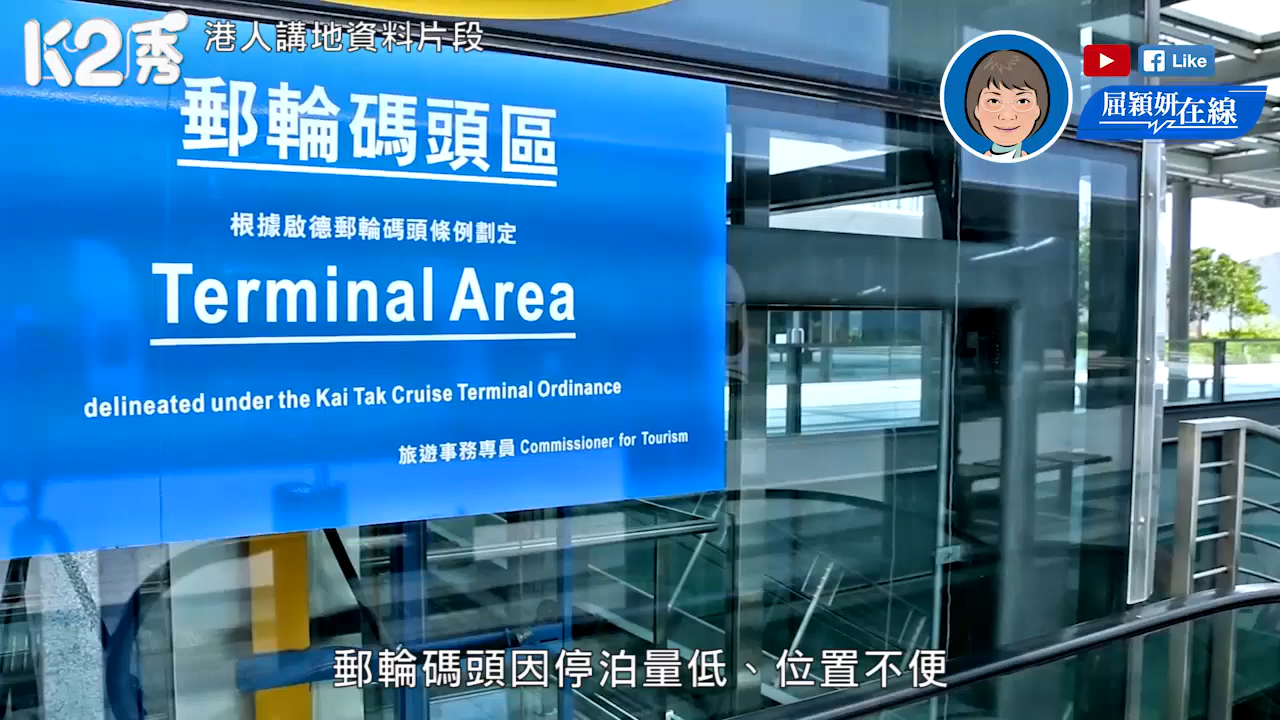 K2秀 港人講地資料片段
Like
屈穎妍在線
郵輪碼頭區
根據啟德郵輪碼頭條例劃定
Terminal Area
delineated under the Kai Tak Cruise Terminal Ordinance
旅遊事務專員 Commissioner for Tourism
郵輪碼頭因停泊量低、位置不便